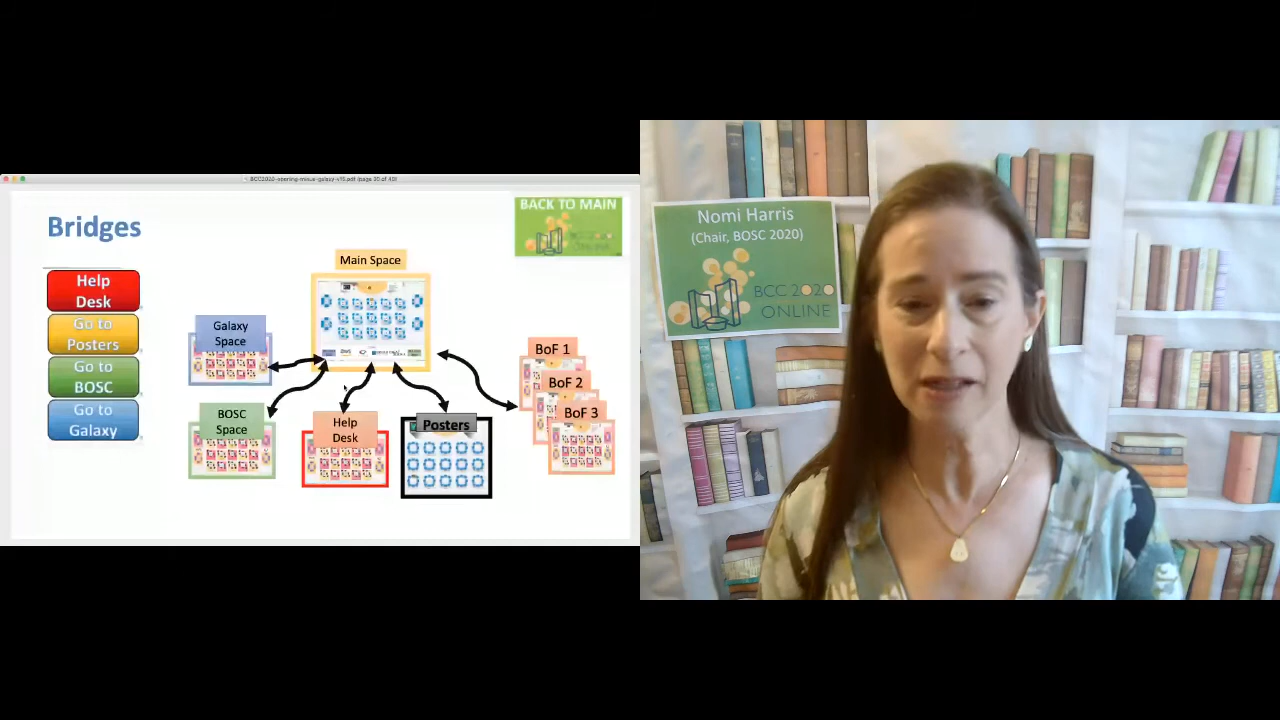 Bridges
BACK TO MAIN
Help
Desk
Go to
Posters
Go to
BOSC
Go to
Galaxy
Main Space
Galaxy
Space
BOSC
Space
Help
Desk
Posters
BoF 1
BoF 2
BoF 3
Nomi Harris
(Chair, BOSC 2020)
BCC 2020
ONLINE